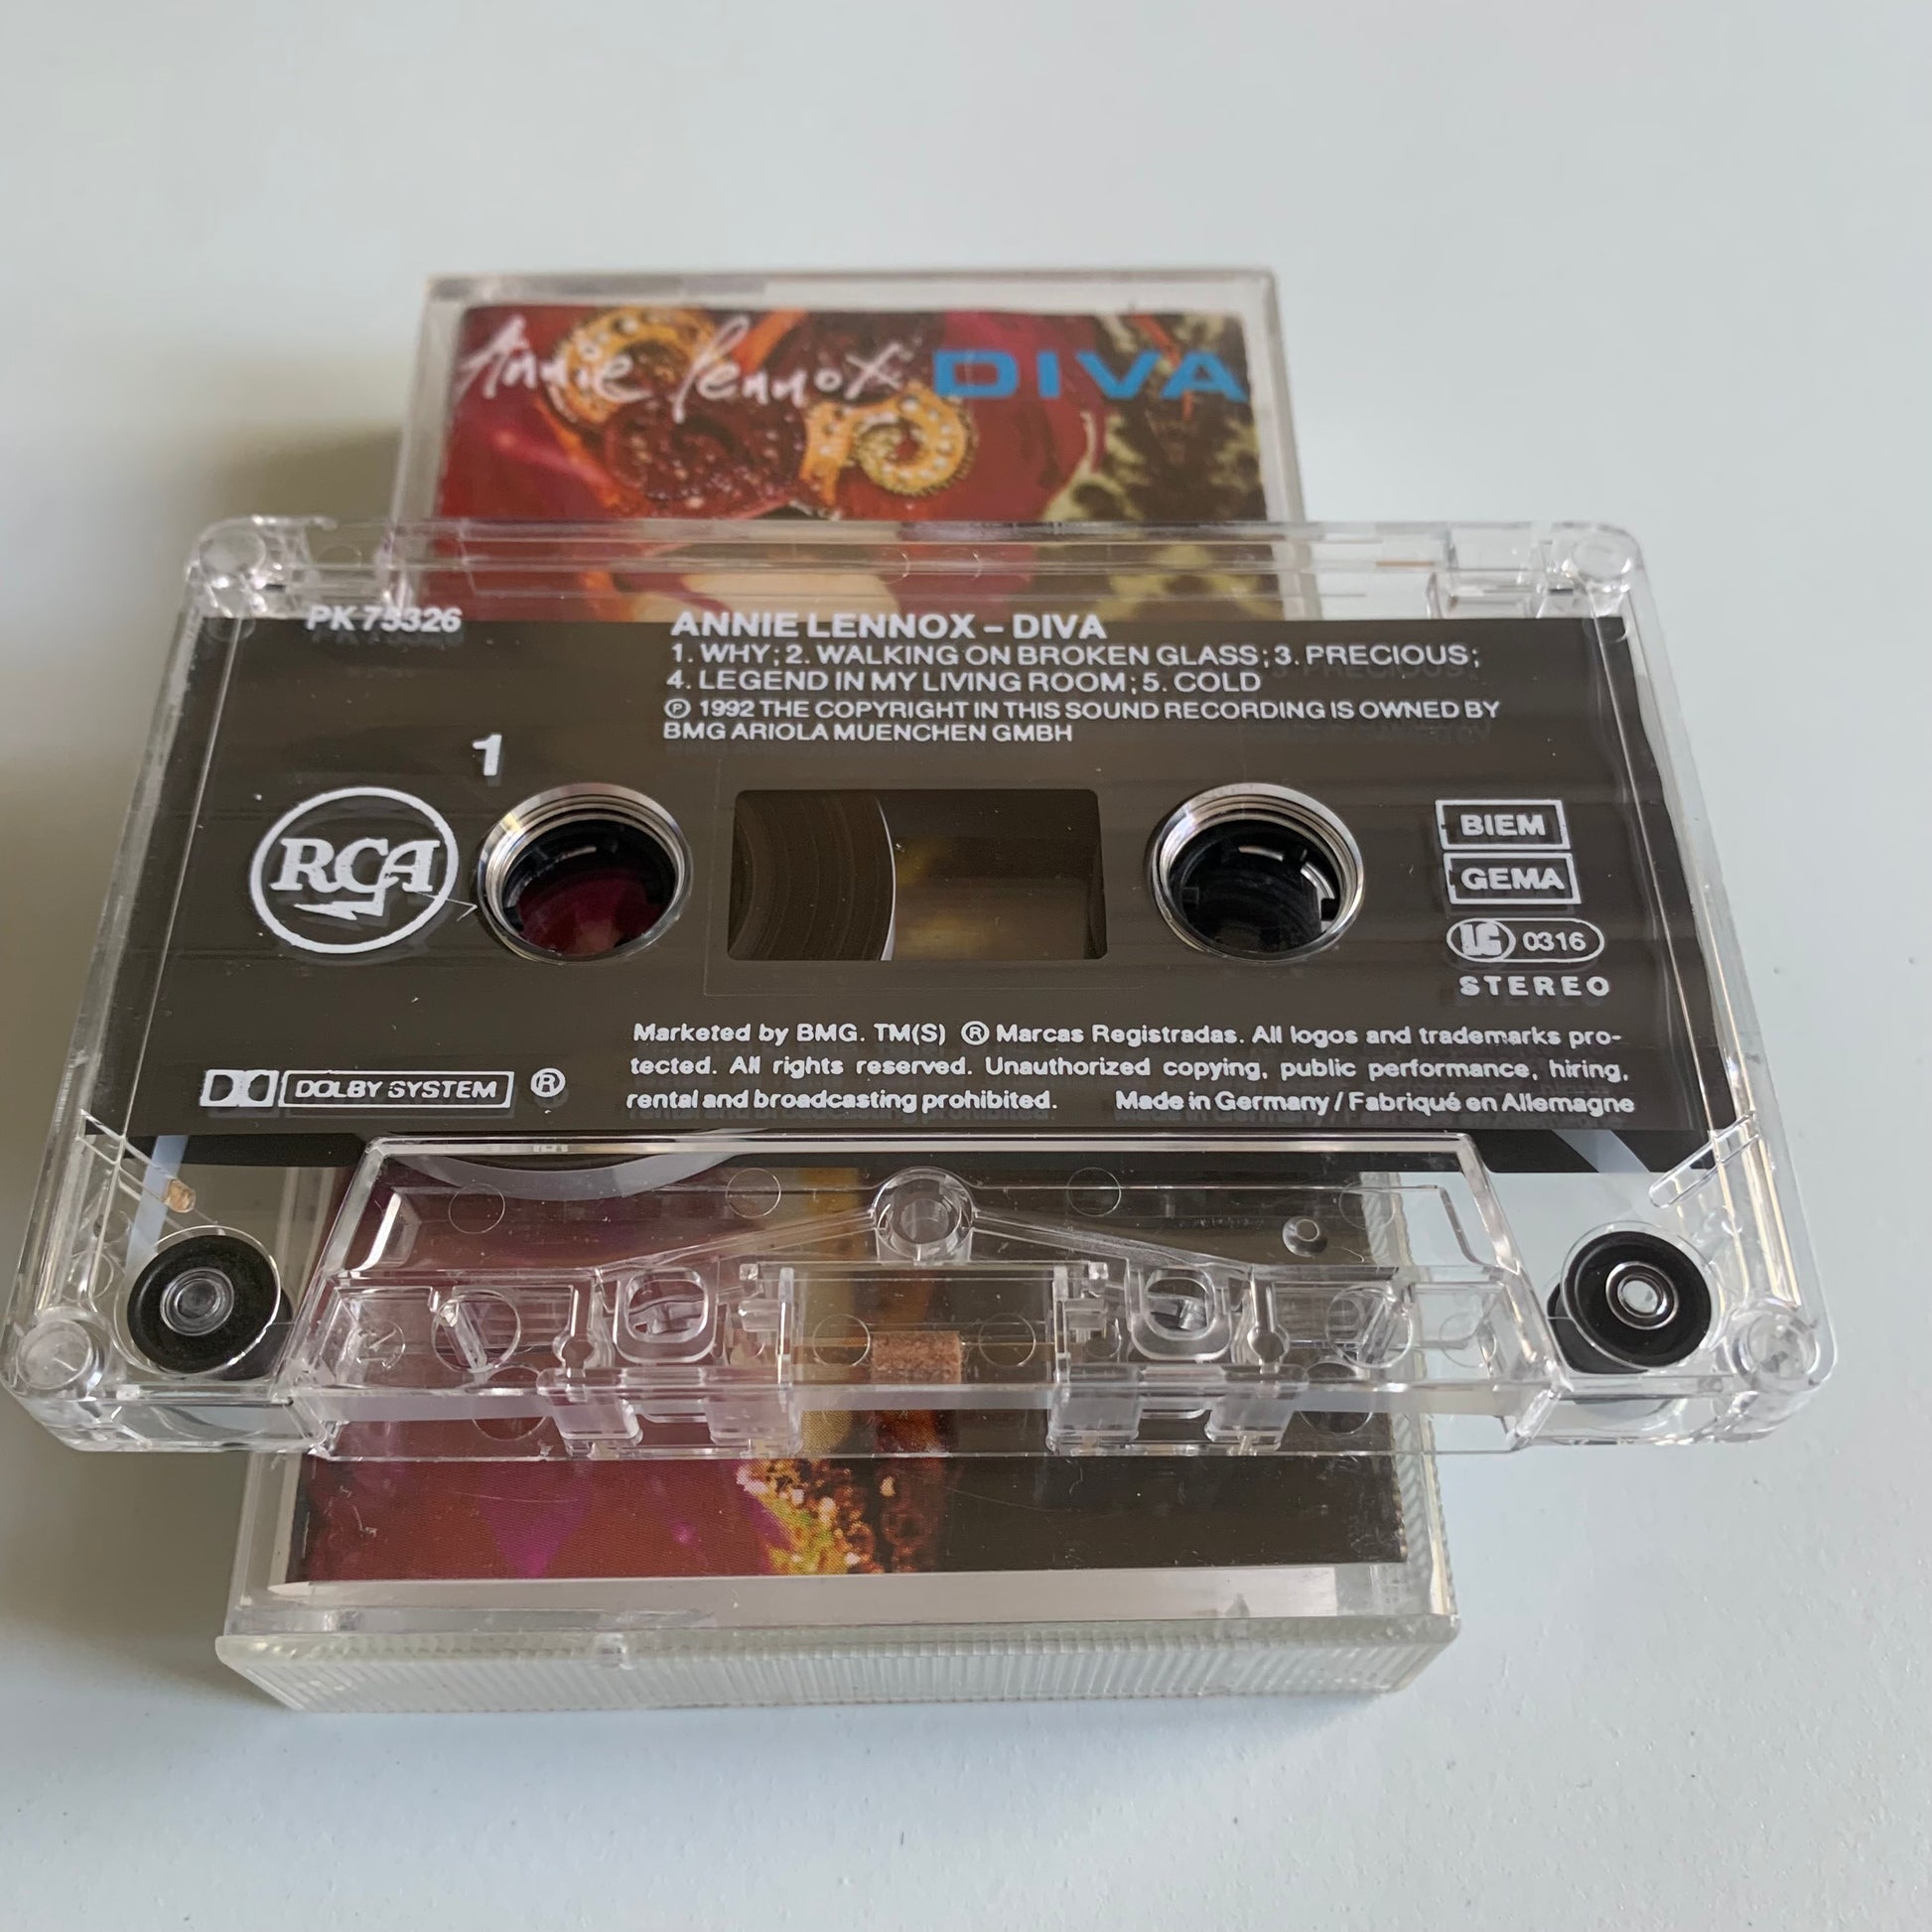 Annie Lennox DIVA
PK 75326
ANNIE LENNOX – DIVA
1. WHY; 2. WALKING ON BROKEN GLASS; 3. PRECIOUS;
4. LEGEND IN MY LIVING ROOM; 5. COLD
℗ 1992 THE COPYRIGHT IN THIS SOUND RECORDING IS OWNED BY
BMG ARIOLA MUENCHEN GMBH
1
RCA
BIEM
GEMA
LC 0316
STEREO
Marketed by BMG. TM(S) ® Marcas Registradas. All logos and trademarks pro-
tected. All rights reserved. Unauthorized copying, public performance, hiring,
rental and broadcasting prohibited. Made in Germany / Fabriqué en Allemagne
DOLBY SYSTEM ®